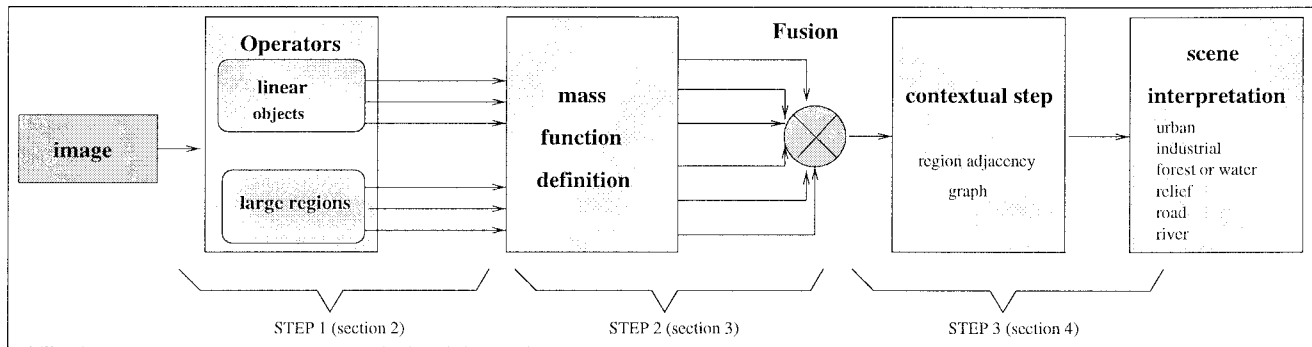 image
Operators
linear
objects
large regions
mass
function
definition
Fusion
contextual step
region adjacency
graph
scene
interpretation
urban
industrial
forest or water
relief
road
river
STEP 1 (section 2)
STEP 2 (section 3)
STEP 3 (section 4)